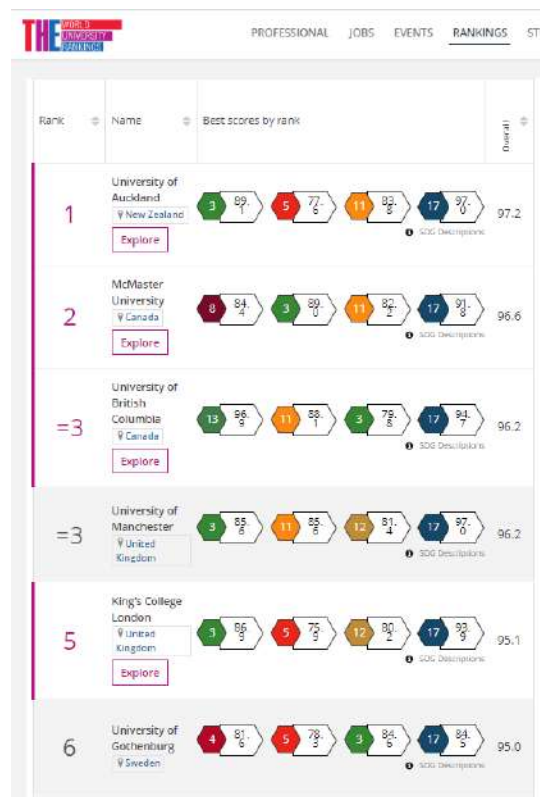 THE WORLD
UNIVERSITY
RANKINGS
PROFESSIONAL JOBS EVENTS RANKINGS ST
Rank Name Best scores by rank Overall
1
University of
Auckland
New Zealand
Explore
3 89.1 5 77.6 11 83.8 17 97.0
SDG Descriptions
97.2
2
McMaster
University
Canada
Explore
8 84.4 3 89.0 11 82.2 17 91.8
SDG Descriptions
96.6
=3
University of
British
Columbia
Canada
Explore
13 96.9 11 88.1 3 79.8 17 94.7
SDG Descriptions
96.2
=3
University of
Manchester
United
Kingdom
3 85.6 11 85.6 12 81.4 17 97.0
SDG Descriptions
96.2
5
King's College
London
United
Kingdom
Explore
3 5 12 80.2 17 93.9
SDG Descriptions
95.1
6
University of
Gothenburg
Sweden
4 81.6 5 78.3 3 84.6 17 84.5
SDG Descriptions
95.0